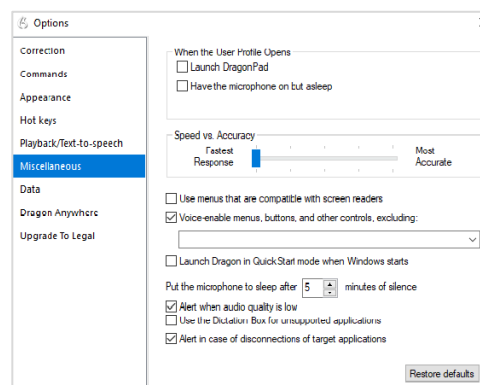 Options
Correction
Commands
Appearance
Hot keys
Playback/Text-to-speech
Miscellaneous
Data
Dragon Anywhere
Upgrade To Legal
When the User Profile Opens
Launch DragonPad
Have the microphone on but asleep
Speed vs. Accuracy
Fastest Response
Most Accurate
Use menus that are compatible with screen readers
Voice-enable menus, buttons, and other controls, excluding:
Launch Dragon in QuickStart mode when Windows starts
Put the microphone to sleep after 5 minutes of silence
Alert when audio quality is low
Use the Dictation Box for unsupported applications
Alert in case of disconnections of target applications
Restore defaults